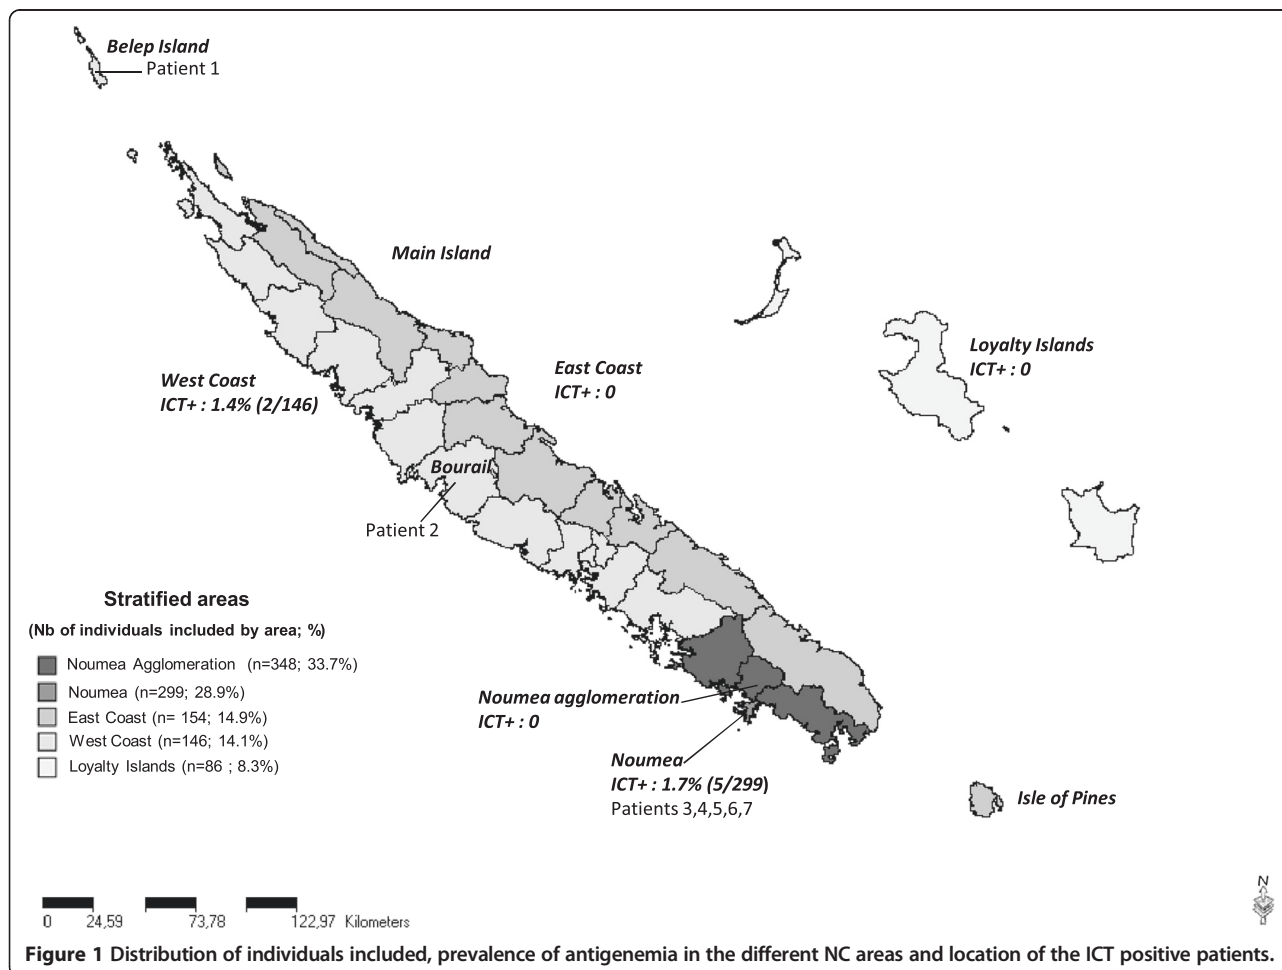 Belep Island
Patient 1
Main Island
West Coast
ICT+ : 1.4% (2/146)
East Coast
ICT+ : 0
Loyalty Islands
ICT+ : 0
Bourail
Patient 2
Stratified areas
(Nb of individuals included by area; %)
Noumea Agglomeration (n=348; 33.7%)
Noumea (n=299; 28.9%)
East Coast (n= 154; 14.9%)
West Coast (n=146; 14.1%)
Loyalty Islands (n=86 ; 8.3%)
Noumea agglomeration
ICT+ : 0
Noumea
ICT+ : 1.7% (5/299)
Patients 3,4,5,6,7
Isle of Pines
N
0 24,59 73,78 122,97 Kilometers
Figure 1 Distribution of individuals included, prevalence of antigenemia in the different NC areas and location of the ICT positive patients.